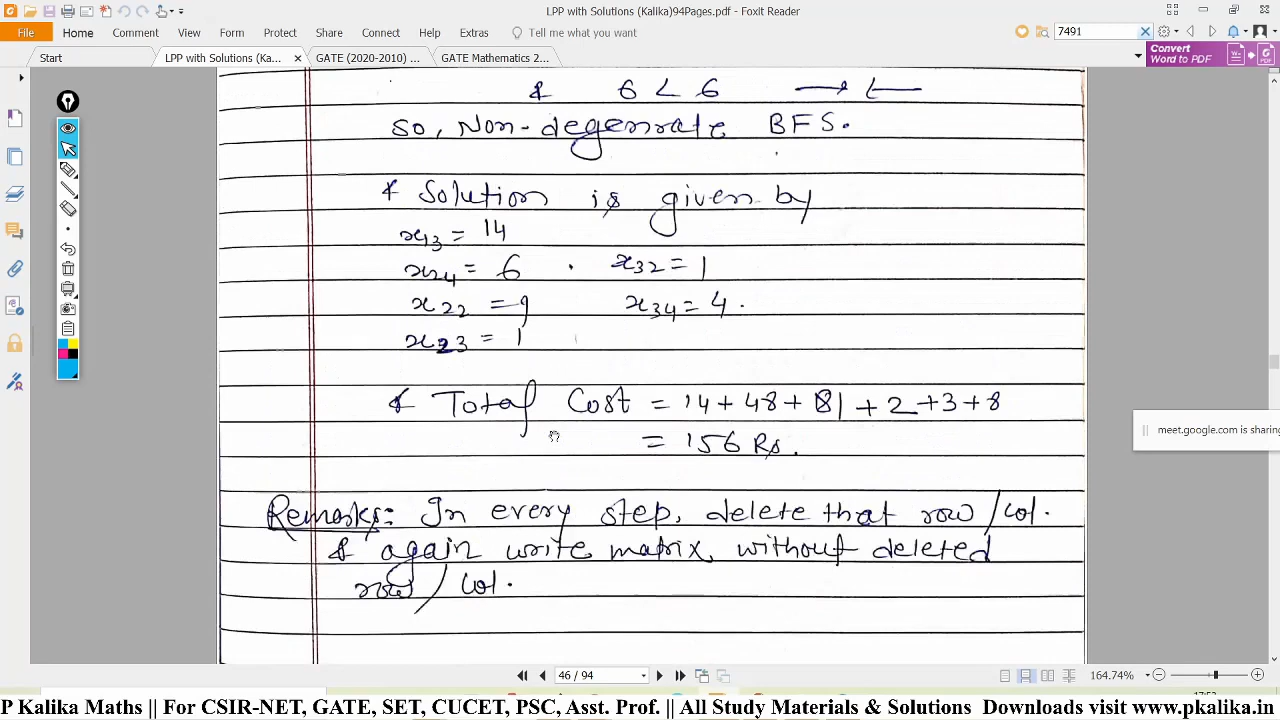 LPP with Solutions (Kalika)94Pages.pdf - Foxit Reader
File Home Comment View Form Protect Share Connect Help Extras Tell me what you want to do 7491
Start LPP with Solutions (Ka... GATE (2020-2010) ... GATE Mathematics 2...
Convert
Word to PDF
& 6 < 6
so, Non-degenrate BFS.
& Solution is given by
x13 = 14
x24 = 6 x32 = 1
x22 = 9 x34 = 4.
x23 = 1
& Total Cost = 14 + 48 + 81 + 2 + 3 + 8
= 156 Rs.
meet.google.com is sharing
Remarks: In every step, delete that row/col.
& again write matrix without deleted
row/col.
46 / 94 164.74%
P Kalika Maths || For CSIR-NET, GATE, SET, CUCET, PSC, Asst. Prof. || All Study Materials & Solutions Downloads visit www.pkalika.in